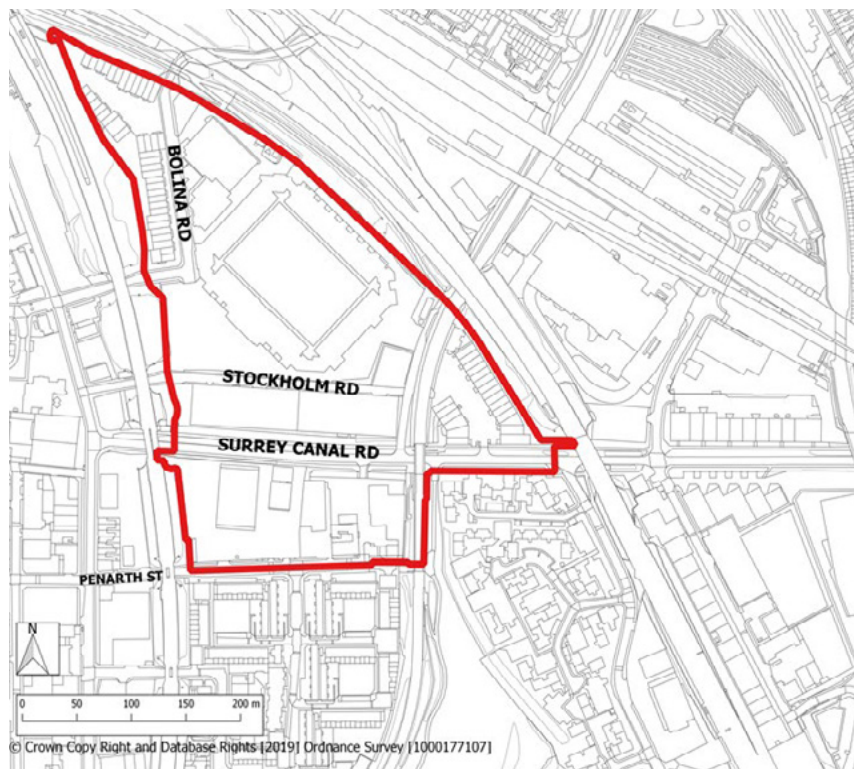 BOLINA RD
STOCKHOLM RD
SURREY CANAL RD
PENARTH ST
N
0 50 100 150 200 m
© Crown Copy Right and Database Rights [2019] Ordnance Survey [1000177107]